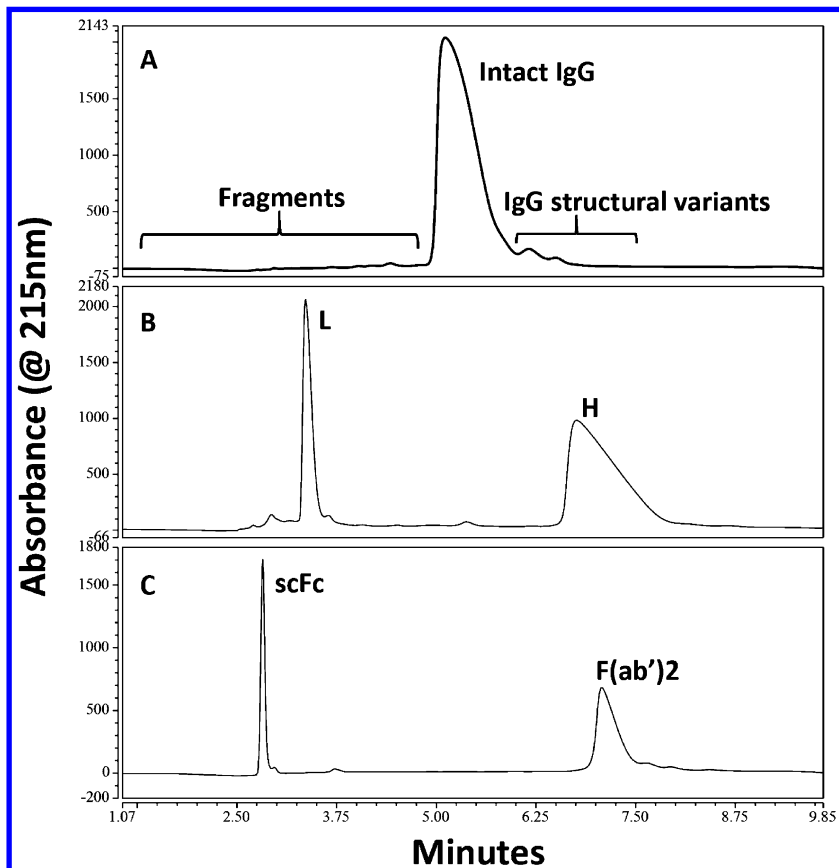 Absorbance (@ 215nm)
2143
1500
1000
500
-75
A
Intact IgG
Fragments
IgG structural variants
2180
2000
1500
1000
500
-66
B
L
H
1800
1500
1000
500
0
-200
C
scFc
F(ab’)2
1.07 2.50 3.75 5.00 6.25 7.50 8.75 9.85
Minutes